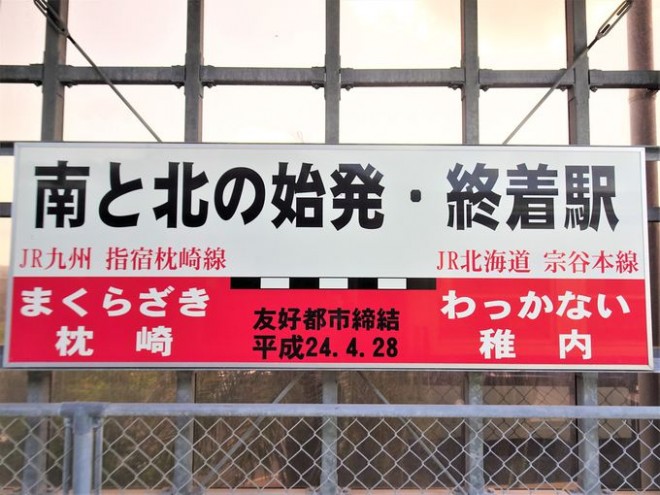 南と北の始発・終着駅
JR九州 指宿枕崎線
JR北海道 宗谷本線
まくらざき
枕崎
友好都市締結
平成24.4.28
わっかない
稚内